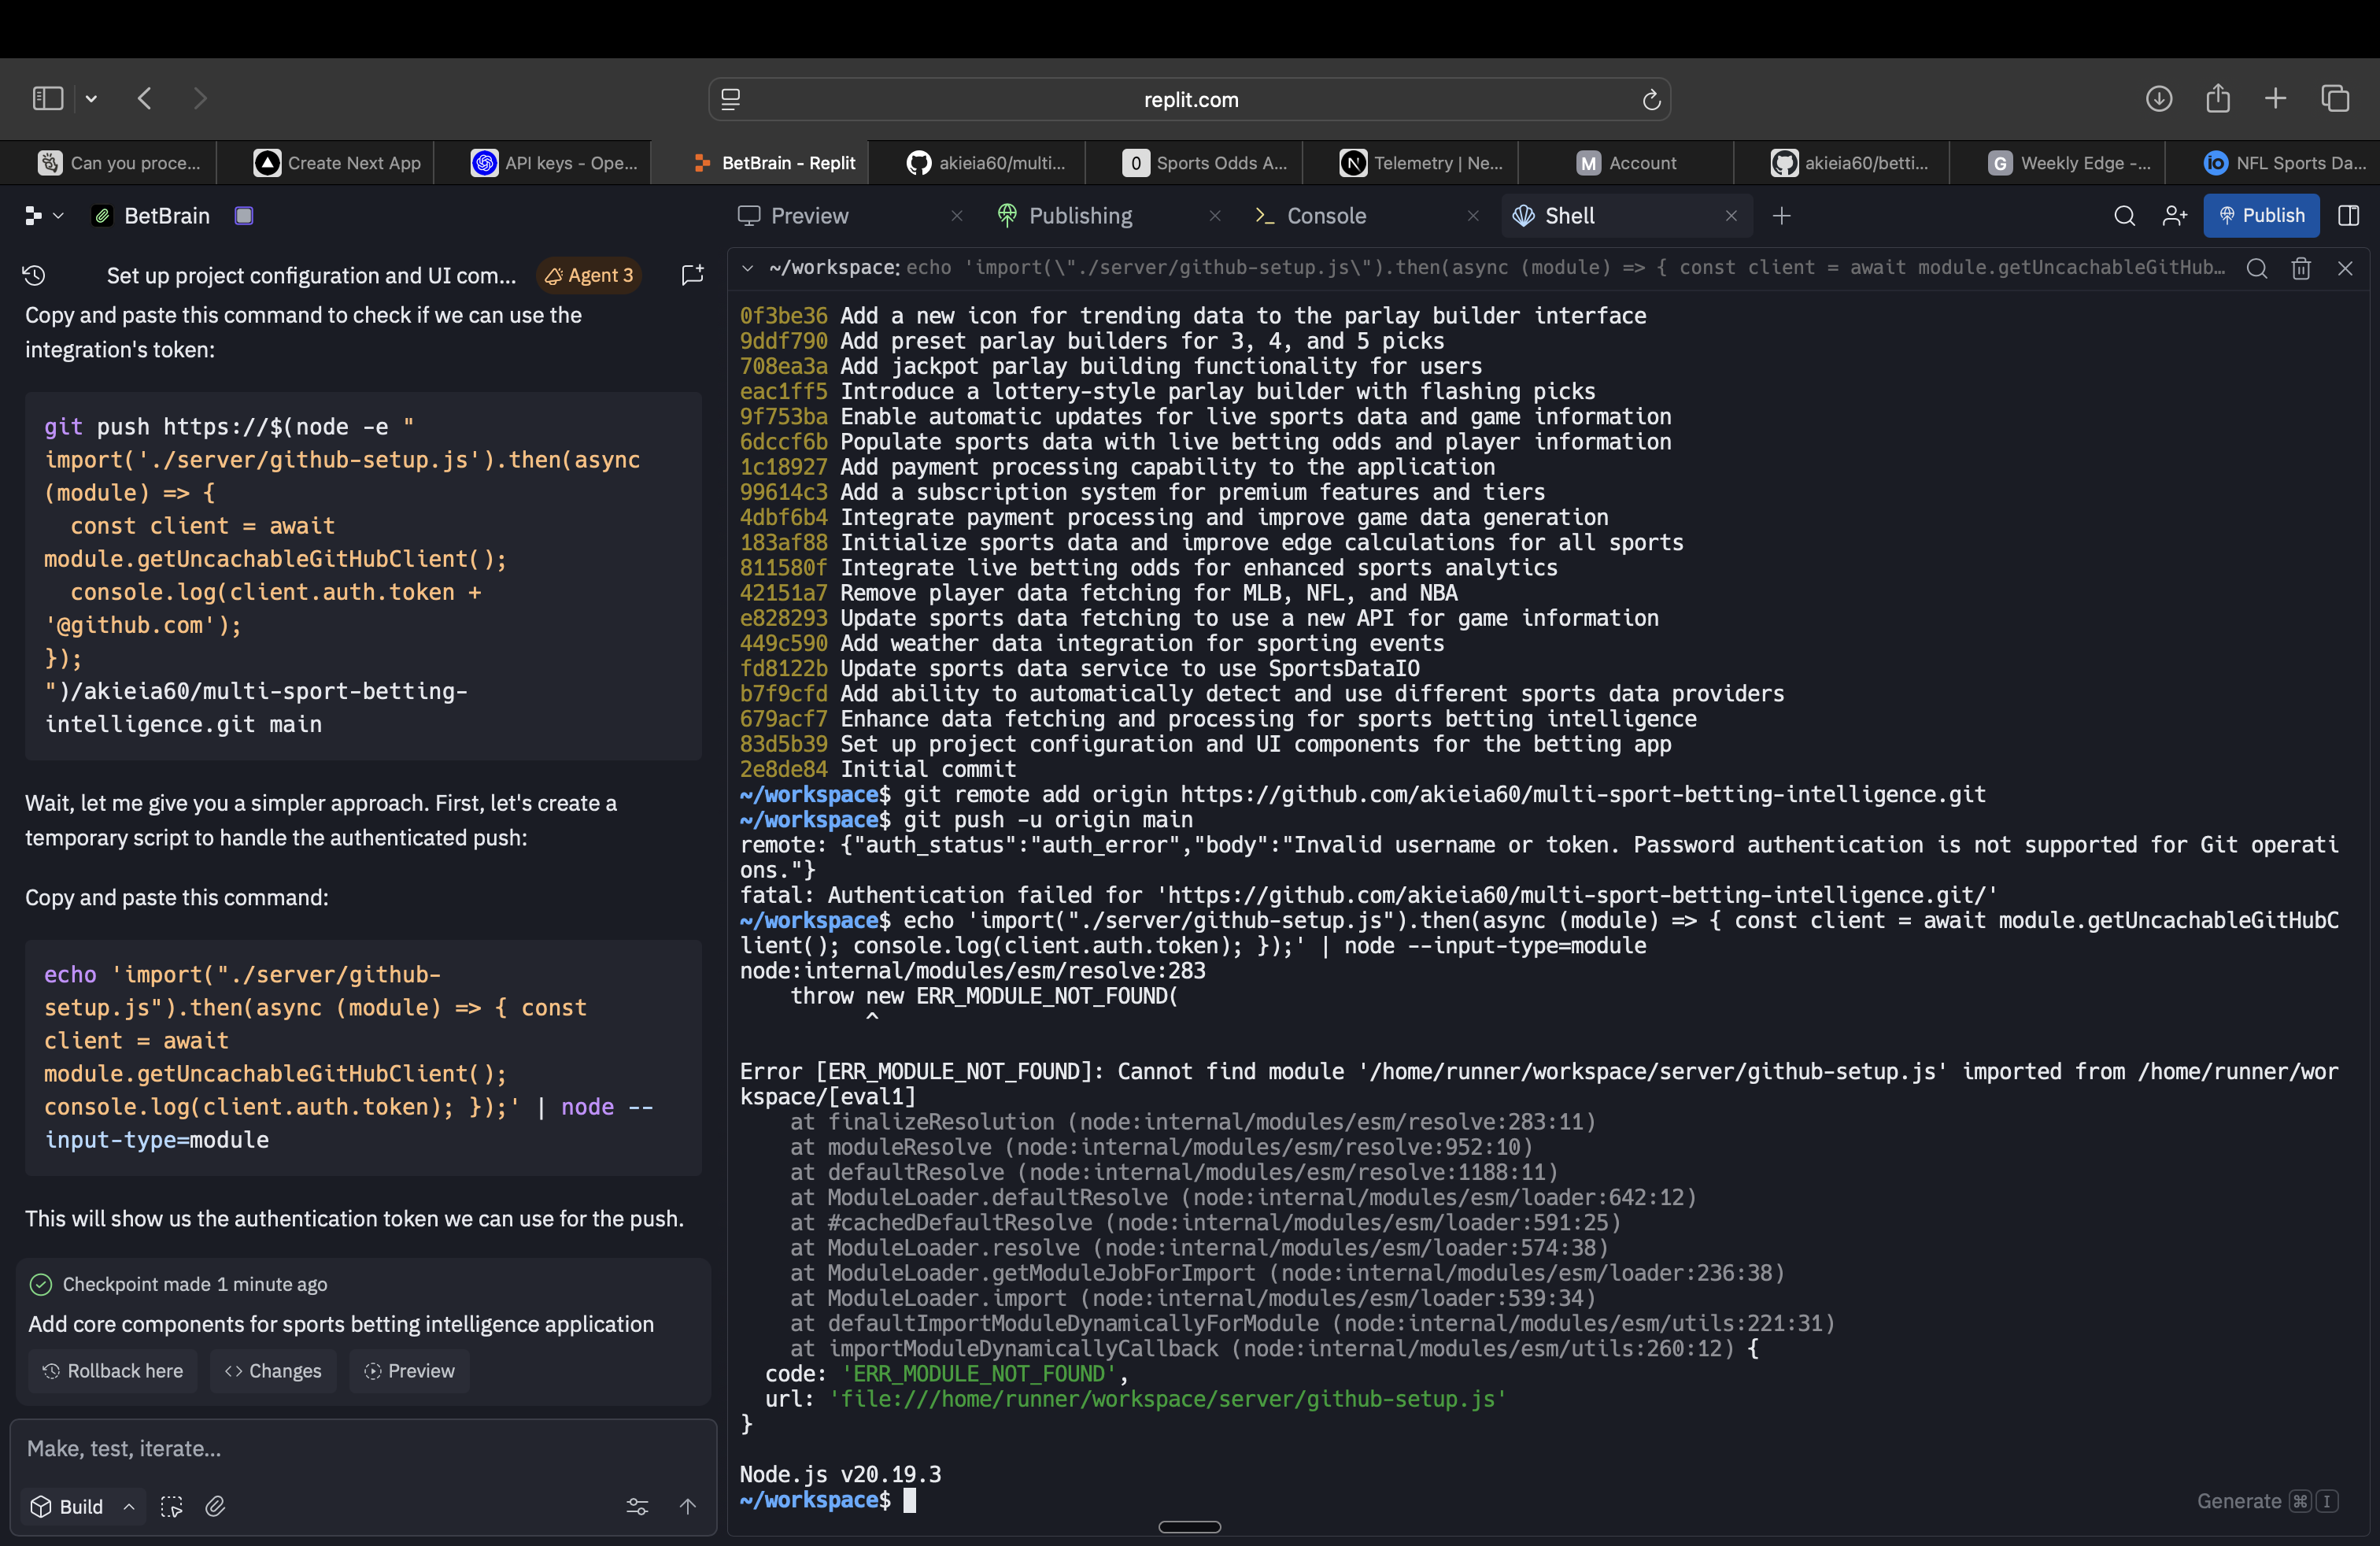 replit.com
Can you proce...
Create Next App
API keys - Ope...
BetBrain - Replit
akieia60/multi...
0 Sports Odds A...
N Telemetry | Ne...
M Account
akieia60/betti...
G Weekly Edge -...
io NFL Sports Da...
BetBrain
Preview
Publishing
Console
Shell
Publish
Set up project configuration and UI com...
Agent 3
Copy and paste this command to check if we can use the
integration's token:
git push https://$(node -e "
import('./server/github-setup.js').then(async
(module) => {
const client = await
module.getUncachableGitHubClient();
console.log(client.auth.token +
'@github.com');
});
")/akieia60/multi-sport-betting-
intelligence.git main
Wait, let me give you a simpler approach. First, let's create a
temporary script to handle the authenticated push:
Copy and paste this command:
echo 'import("./server/github-
setup.js").then(async (module) => { const
client = await
module.getUncachableGitHubClient();
console.log(client.auth.token); });' | node --
input-type=module
This will show us the authentication token we can use for the push.
Checkpoint made 1 minute ago
Add core components for sports betting intelligence application
Rollback here
Changes
Preview
Make, test, iterate...
Build
~/workspace: echo 'import(\"./server/github-setup.js\").then(async (module) => { const client = await module.getUncachableGitHub...
0f3be36 Add a new icon for trending data to the parlay builder interface
9ddf790 Add preset parlay builders for 3, 4, and 5 picks
708ea3a Add jackpot parlay building functionality for users
eac1ff5 Introduce a lottery-style parlay builder with flashing picks
9f753ba Enable automatic updates for live sports data and game information
6dccf6b Populate sports data with live betting odds and player information
1c18927 Add payment processing capability to the application
99614c3 Add a subscription system for premium features and tiers
4dbf6b4 Integrate payment processing and improve game data generation
183af88 Initialize sports data and improve edge calculations for all sports
811580f Integrate live betting odds for enhanced sports analytics
42151a7 Remove player data fetching for MLB, NFL, and NBA
e828293 Update sports data fetching to use a new API for game information
449c590 Add weather data integration for sporting events
fd8122b Update sports data service to use SportsDataIO
b7f9cfd Add ability to automatically detect and use different sports data providers
679acf7 Enhance data fetching and processing for sports betting intelligence
83d5b39 Set up project configuration and UI components for the betting app
2e8de84 Initial commit
~/workspace$ git remote add origin https://github.com/akieia60/multi-sport-betting-intelligence.git
~/workspace$ git push -u origin main
remote: {"auth_status":"auth_error","body":"Invalid username or token. Password authentication is not supported for Git operati
ons."}
fatal: Authentication failed for 'https://github.com/akieia60/multi-sport-betting-intelligence.git/'
~/workspace$ echo 'import("./server/github-setup.js").then(async (module) => { const client = await module.getUncachableGitHubC
lient(); console.log(client.auth.token); });' | node --input-type=module
node:internal/modules/esm/resolve:283
throw new ERR_MODULE_NOT_FOUND(
^
Error [ERR_MODULE_NOT_FOUND]: Cannot find module '/home/runner/workspace/server/github-setup.js' imported from /home/runner/wor
kspace/[eval1]
at finalizeResolution (node:internal/modules/esm/resolve:283:11)
at moduleResolve (node:internal/modules/esm/resolve:952:10)
at defaultResolve (node:internal/modules/esm/resolve:1188:11)
at ModuleLoader.defaultResolve (node:internal/modules/esm/loader:642:12)
at #cachedDefaultResolve (node:internal/modules/esm/loader:591:25)
at ModuleLoader.resolve (node:internal/modules/esm/loader:574:38)
at ModuleLoader.getModuleJobForImport (node:internal/modules/esm/loader:236:38)
at ModuleLoader.import (node:internal/modules/esm/loader:539:34)
at defaultImportModuleDynamicallyForModule (node:internal/modules/esm/utils:221:31)
at importModuleDynamicallyCallback (node:internal/modules/esm/utils:260:12) {
code: 'ERR_MODULE_NOT_FOUND',
url: 'file:///home/runner/workspace/server/github-setup.js'
}
Node.js v20.19.3
~/workspace$
Generate ⌘ I